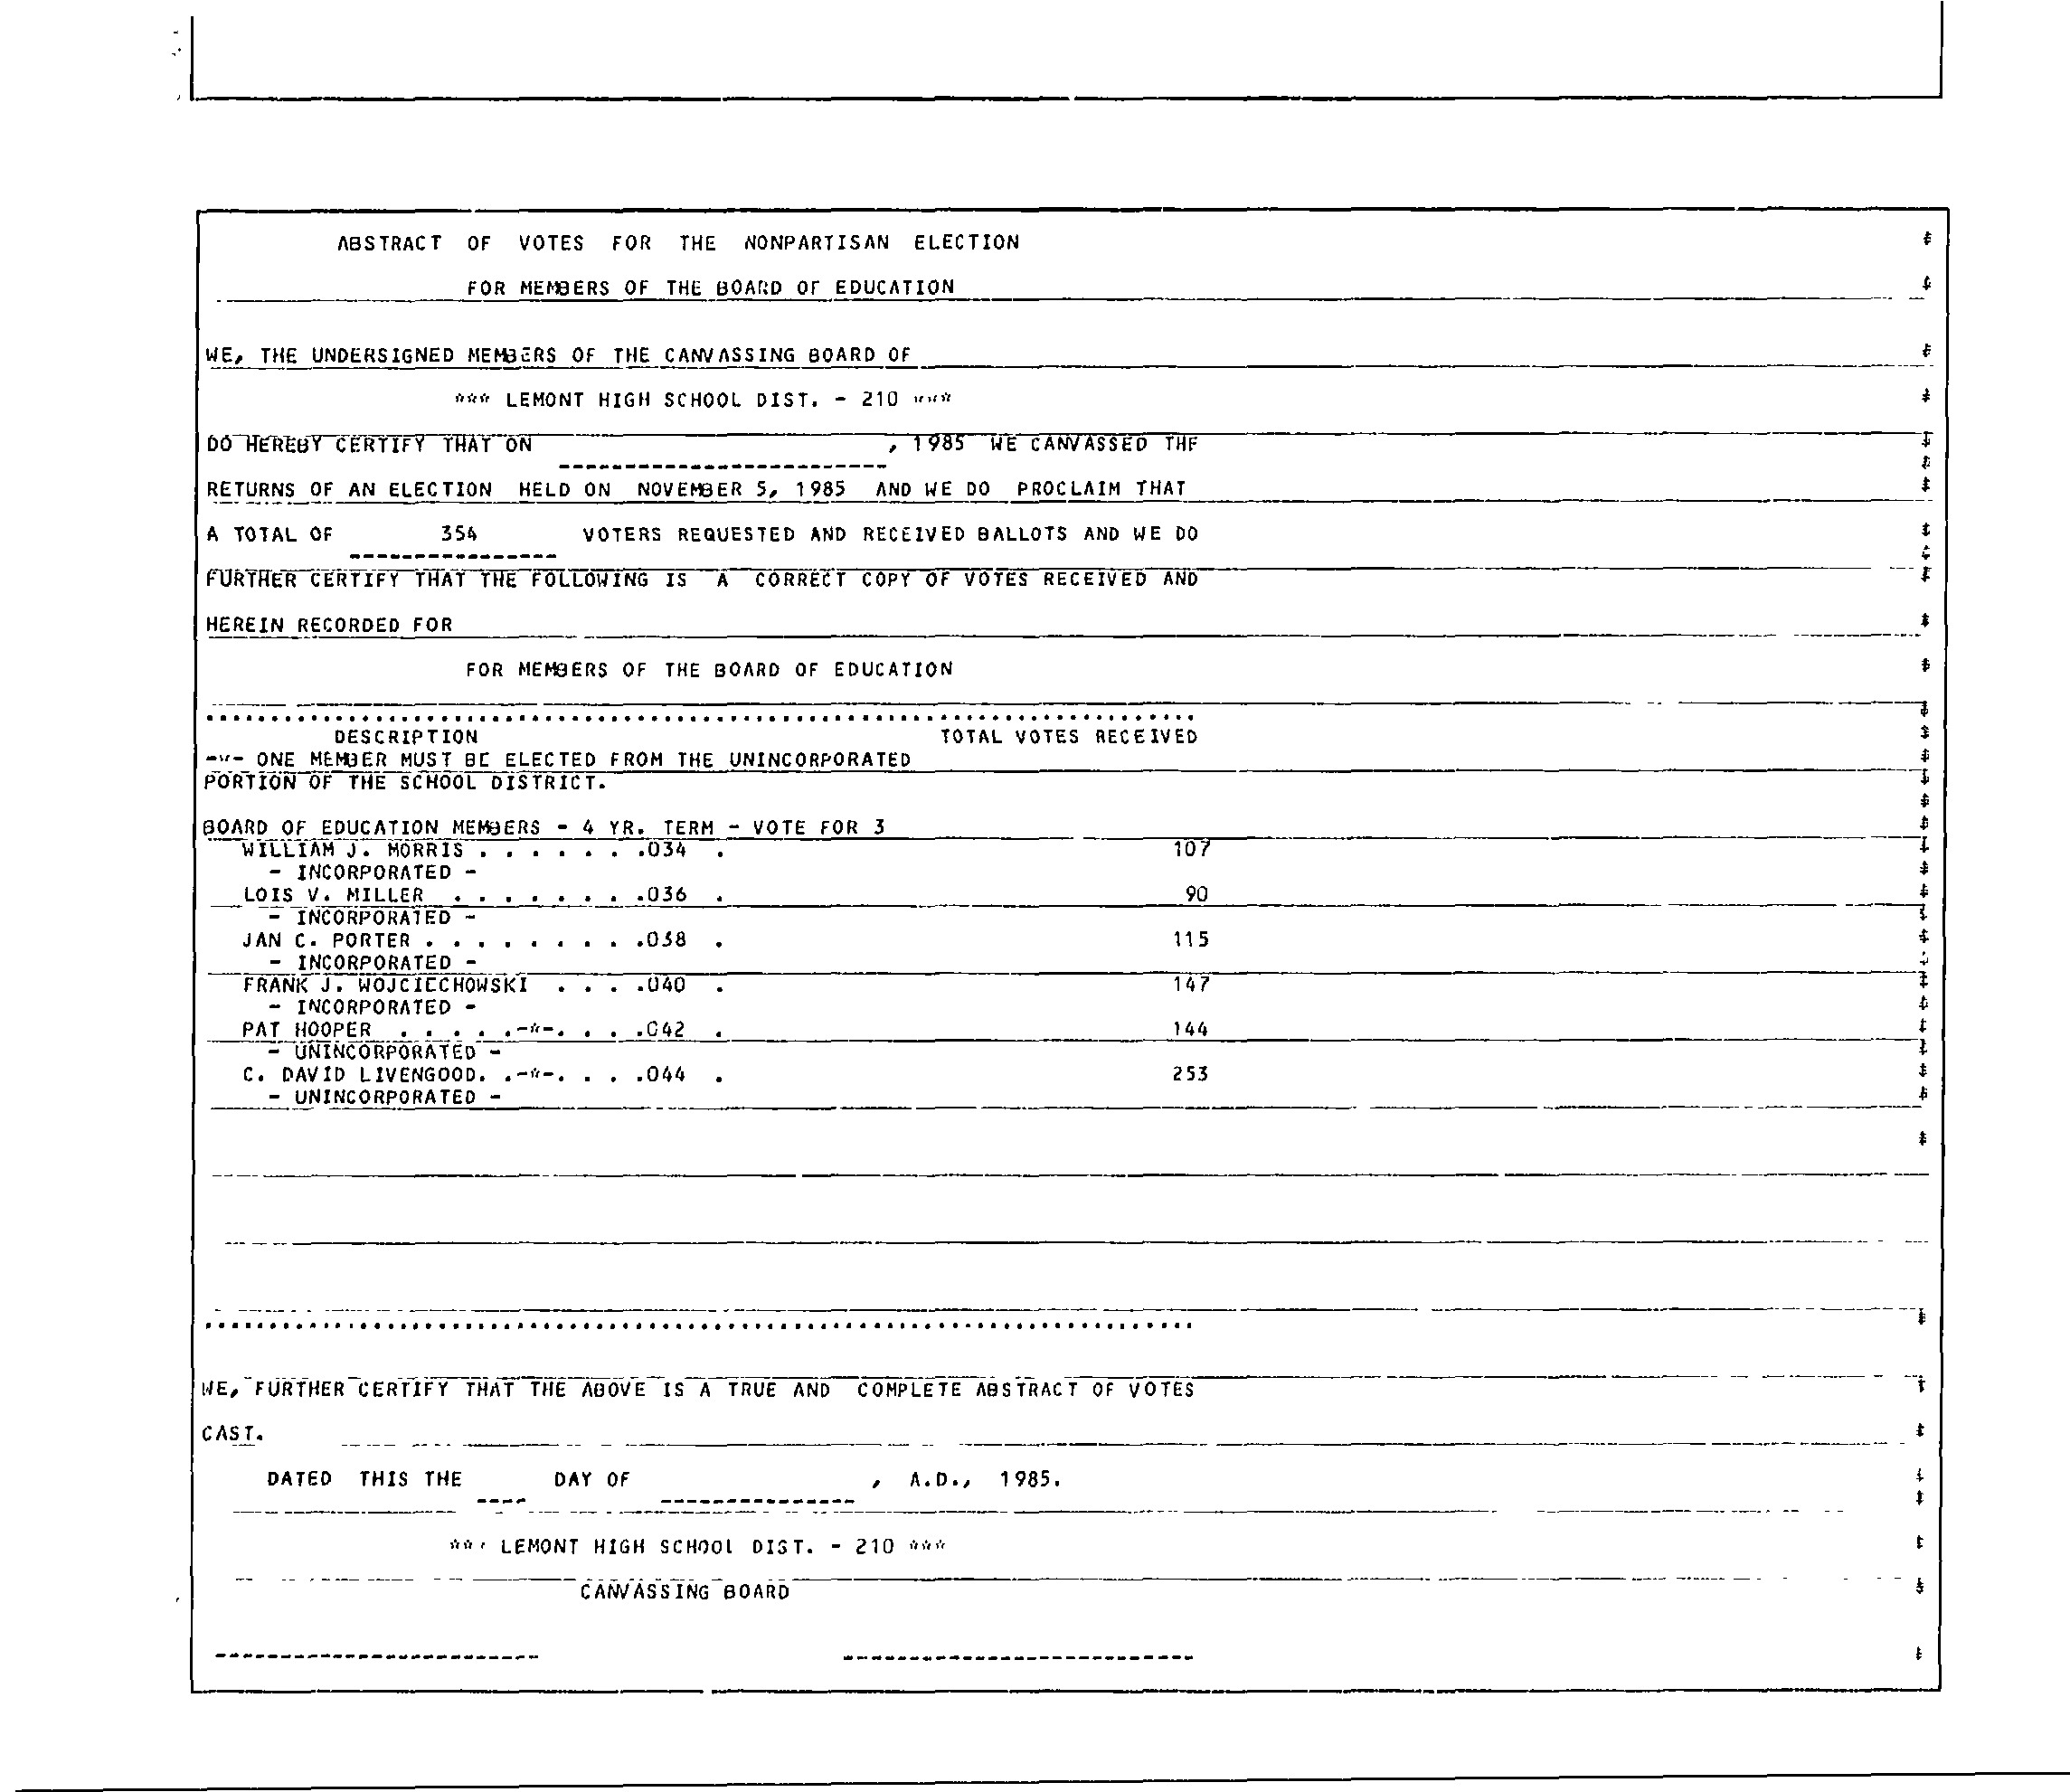 ABSTRACT OF VOTES FOR THE NONPARTISAN ELECTION
FOR MEMBERS OF THE BOARD OF EDUCATION
WE, THE UNDERSIGNED MEMBERS OF THE CANVASSING BOARD OF
*** LEMONT HIGH SCHOOL DIST. - 210 ***
DO HEREBY CERTIFY THAT ON , 1985 WE CANVASSED THE
RETURNS OF AN ELECTION HELD ON NOVEMBER 5, 1985 AND WE DO PROCLAIM THAT
A TOTAL OF 354 VOTERS REQUESTED AND RECEIVED BALLOTS AND WE DO
FURTHER CERTIFY THAT THE FOLLOWING IS A CORRECT COPY OF VOTES RECEIVED AND
HEREIN RECORDED FOR
FOR MEMBERS OF THE BOARD OF EDUCATION
DESCRIPTION TOTAL VOTES RECEIVED
-*- ONE MEMBER MUST BE ELECTED FROM THE UNINCORPORATED
PORTION OF THE SCHOOL DISTRICT.
BOARD OF EDUCATION MEMBERS - 4 YR. TERM - VOTE FOR 3
WILLIAM J. MORRIS . . . . . . .034 . 107
- INCORPORATED -
LOIS V. MILLER . . . . . . . .036 . 90
- INCORPORATED -
JAN C. PORTER . . . . . . . . .038 . 115
- INCORPORATED -
FRANK J. WOJCIECHOWSKI . . . .040 . 147
- INCORPORATED -
PAT HOOPER . . . . .-*-. . . .042 . 144
- UNINCORPORATED -
C. DAVID LIVENGOOD. .-*-. . . .044 . 253
- UNINCORPORATED -
WE, FURTHER CERTIFY THAT THE ABOVE IS A TRUE AND COMPLETE ABSTRACT OF VOTES
CAST.
DATED THIS THE DAY OF , A.D., 1985.
*** LEMONT HIGH SCHOOL DIST. - 210 ***
CANVASSING BOARD